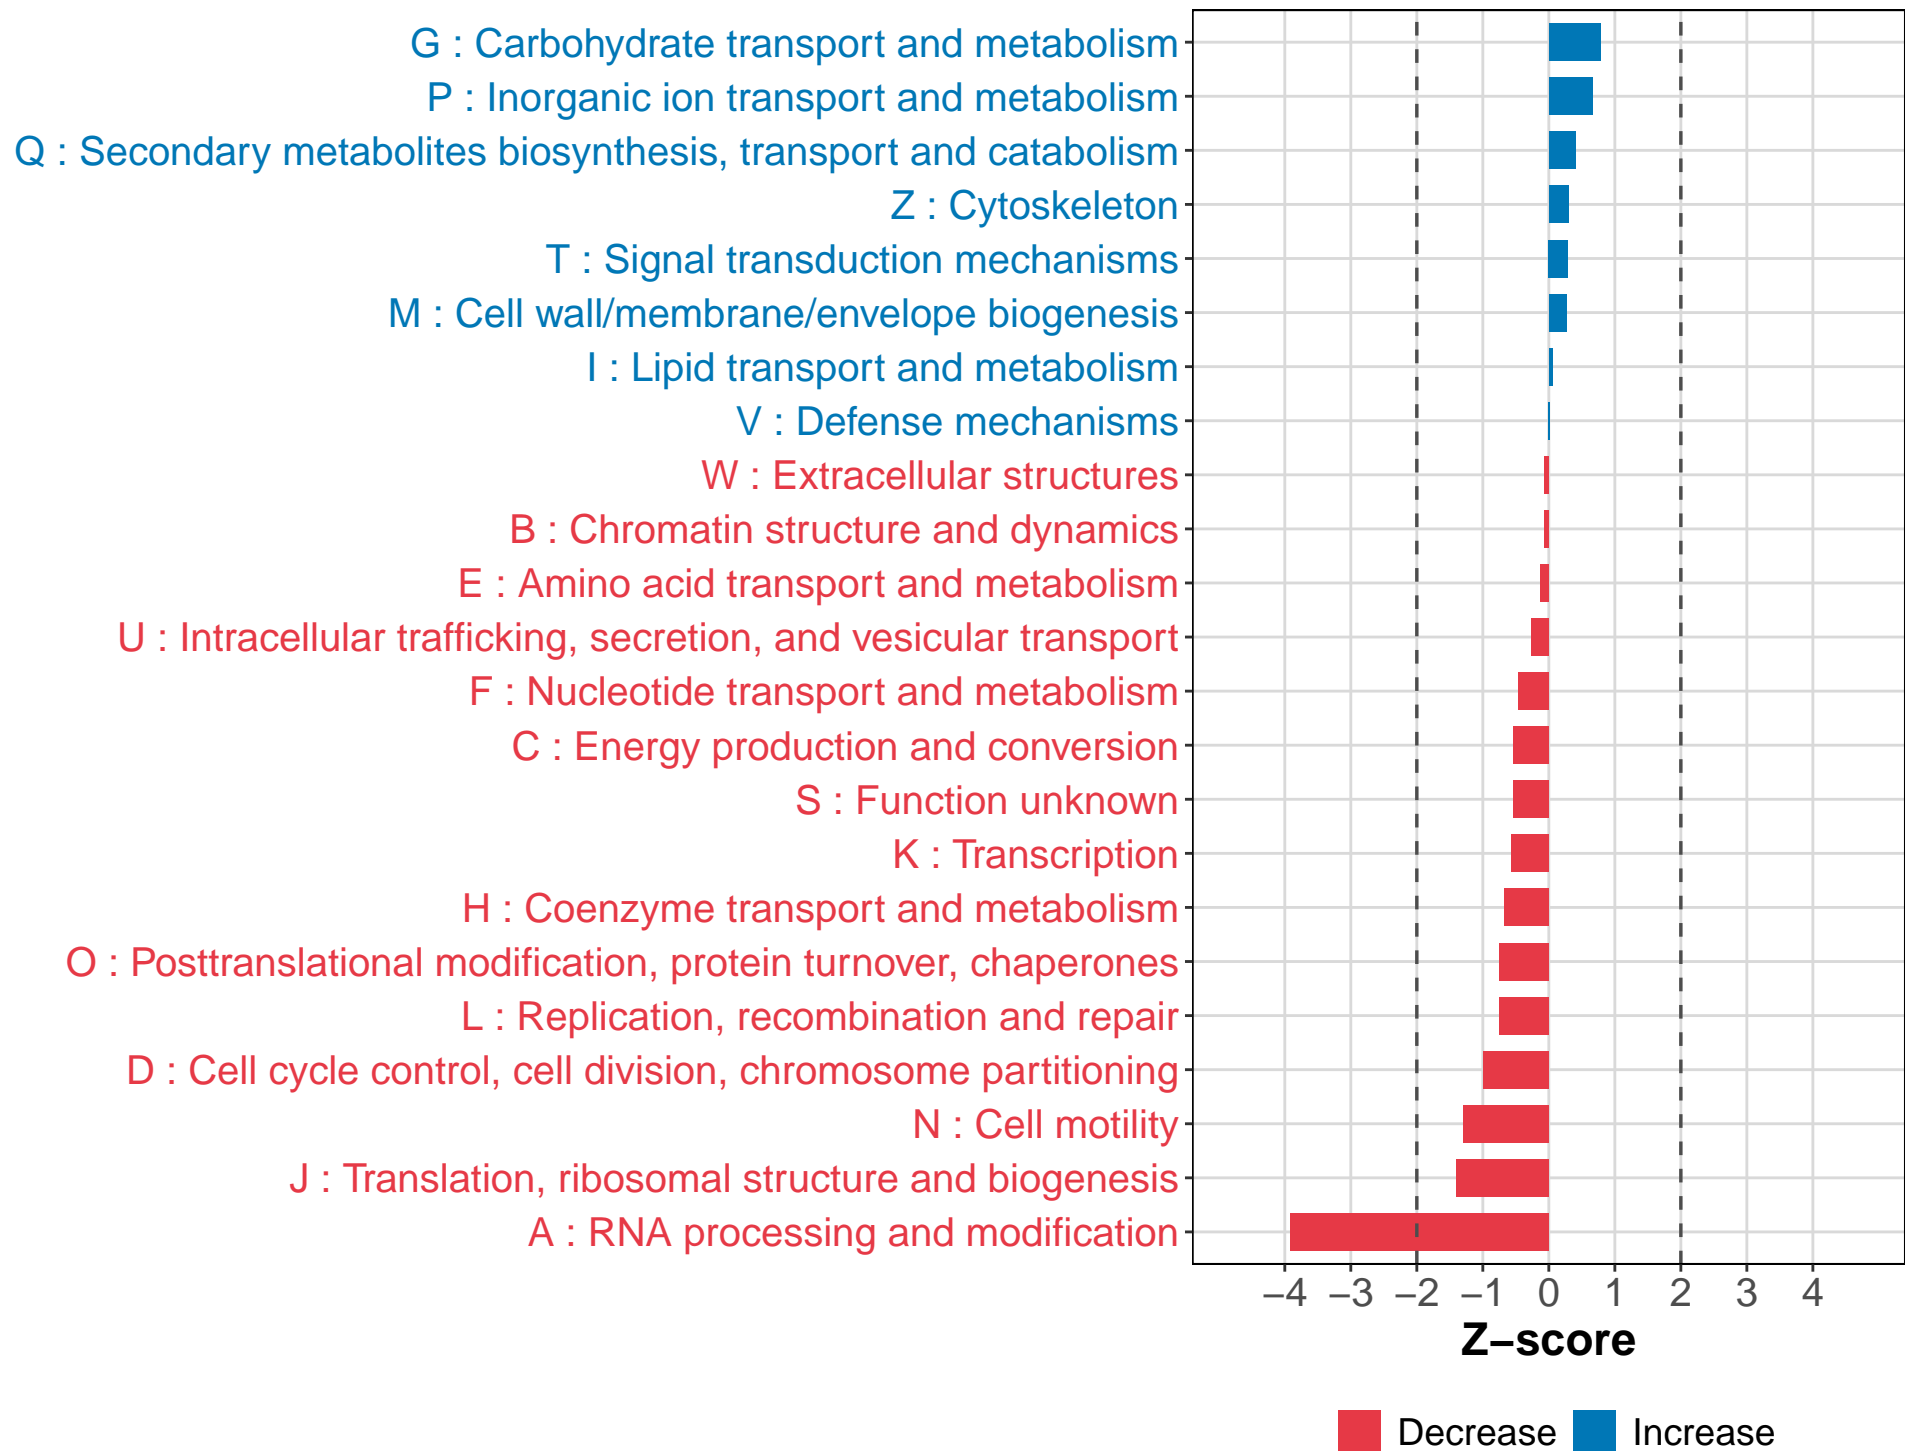 G : Carbohydrate transport and metabolism
P : Inorganic ion transport and metabolism
Q : Secondary metabolites biosynthesis, transport and catabolism
Z : Cytoskeleton
T : Signal transduction mechanisms
M : Cell wall/membrane/envelope biogenesis
I : Lipid transport and metabolism
V : Defense mechanisms
W : Extracellular structures
B : Chromatin structure and dynamics
E : Amino acid transport and metabolism
U : Intracellular trafficking, secretion, and vesicular transport
F : Nucleotide transport and metabolism
C : Energy production and conversion
S : Function unknown
K : Transcription
H : Coenzyme transport and metabolism
O : Posttranslational modification, protein turnover, chaperones
L : Replication, recombination and repair
D : Cell cycle control, cell division, chromosome partitioning
N : Cell motility
J : Translation, ribosomal structure and biogenesis
A : RNA processing and modification
−4 −3 −2 −1 0 1 2 3 4
Z−score
Decrease Increase